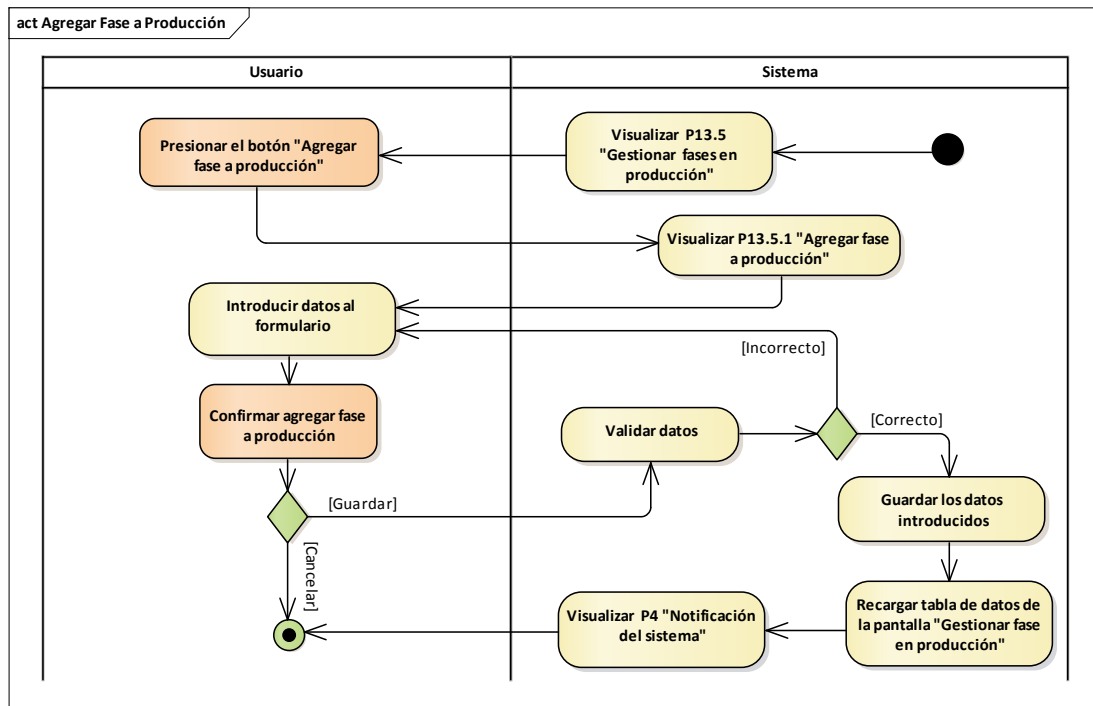 act Agregar Fase a Producción
Usuario
Sistema
Visualizar P13.5
"Gestionar fases en
producción"
Presionar el botón "Agregar
fase a producción"
Visualizar P13.5.1 "Agregar fase
a producción"
Introducir datos al
formulario
[Incorrecto]
Confirmar agregar fase
a producción
Validar datos
[Correcto]
[Guardar]
Guardar los datos
introducidos
[Cancelar]
Visualizar P4 "Notificación
del sistema"
Recargar tabla de datos de
la pantalla "Gestionar fase
en producción"